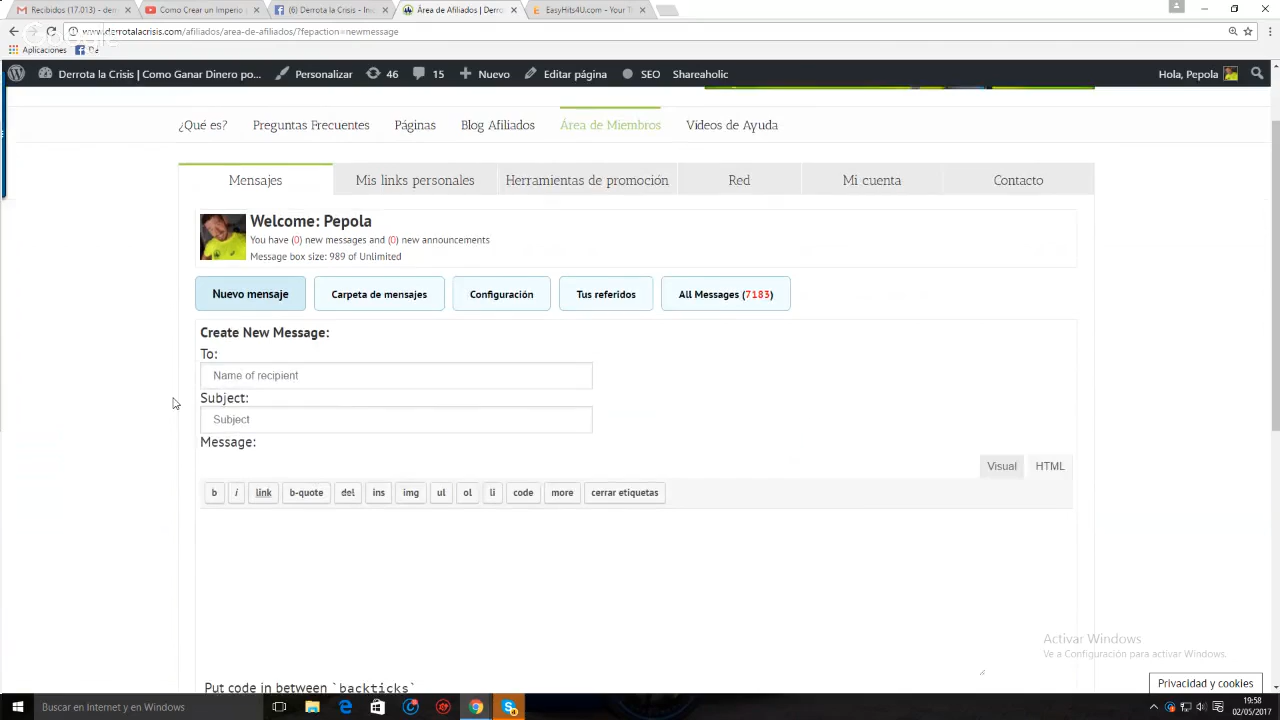 Recibidos (17.013) - dem
Como Crear un Imperio
(6) Derrota la Crisis - Inic
Área de Afiliados | Derro
EasyHits4U.com - Your T
www.derrotalacrisis.com/afiliados/area-de-afiliados/?fepaction=newmessage
Aplicaciones
Derrota la Crisis | Como Ganar Dinero po...
Personalizar
46
15
Nuevo
Editar página
SEO
Shareaholic
Hola, Pepola
¿Qué es?
Preguntas Frecuentes
Páginas
Blog Afiliados
Área de Miembros
Videos de Ayuda
Mensajes
Mis links personales
Herramientas de promoción
Red
Mi cuenta
Contacto
Welcome: Pepola
You have (0) new messages and (0) new announcements
Message box size: 989 of Unlimited
Nuevo mensaje
Carpeta de mensajes
Configuración
Tus referidos
All Messages (7183)
Create New Message:
To:
Name of recipient
Subject:
Subject
Message:
Visual
HTML
b
i
link
b-quote
del
ins
img
ul
ol
li
code
more
cerrar etiquetas
Activar Windows
Ve a Configuración para activar Windows.
Put code in between `backticks`
Privacidad y cookies
Buscar en Internet y en Windows
19:58
02/05/2017